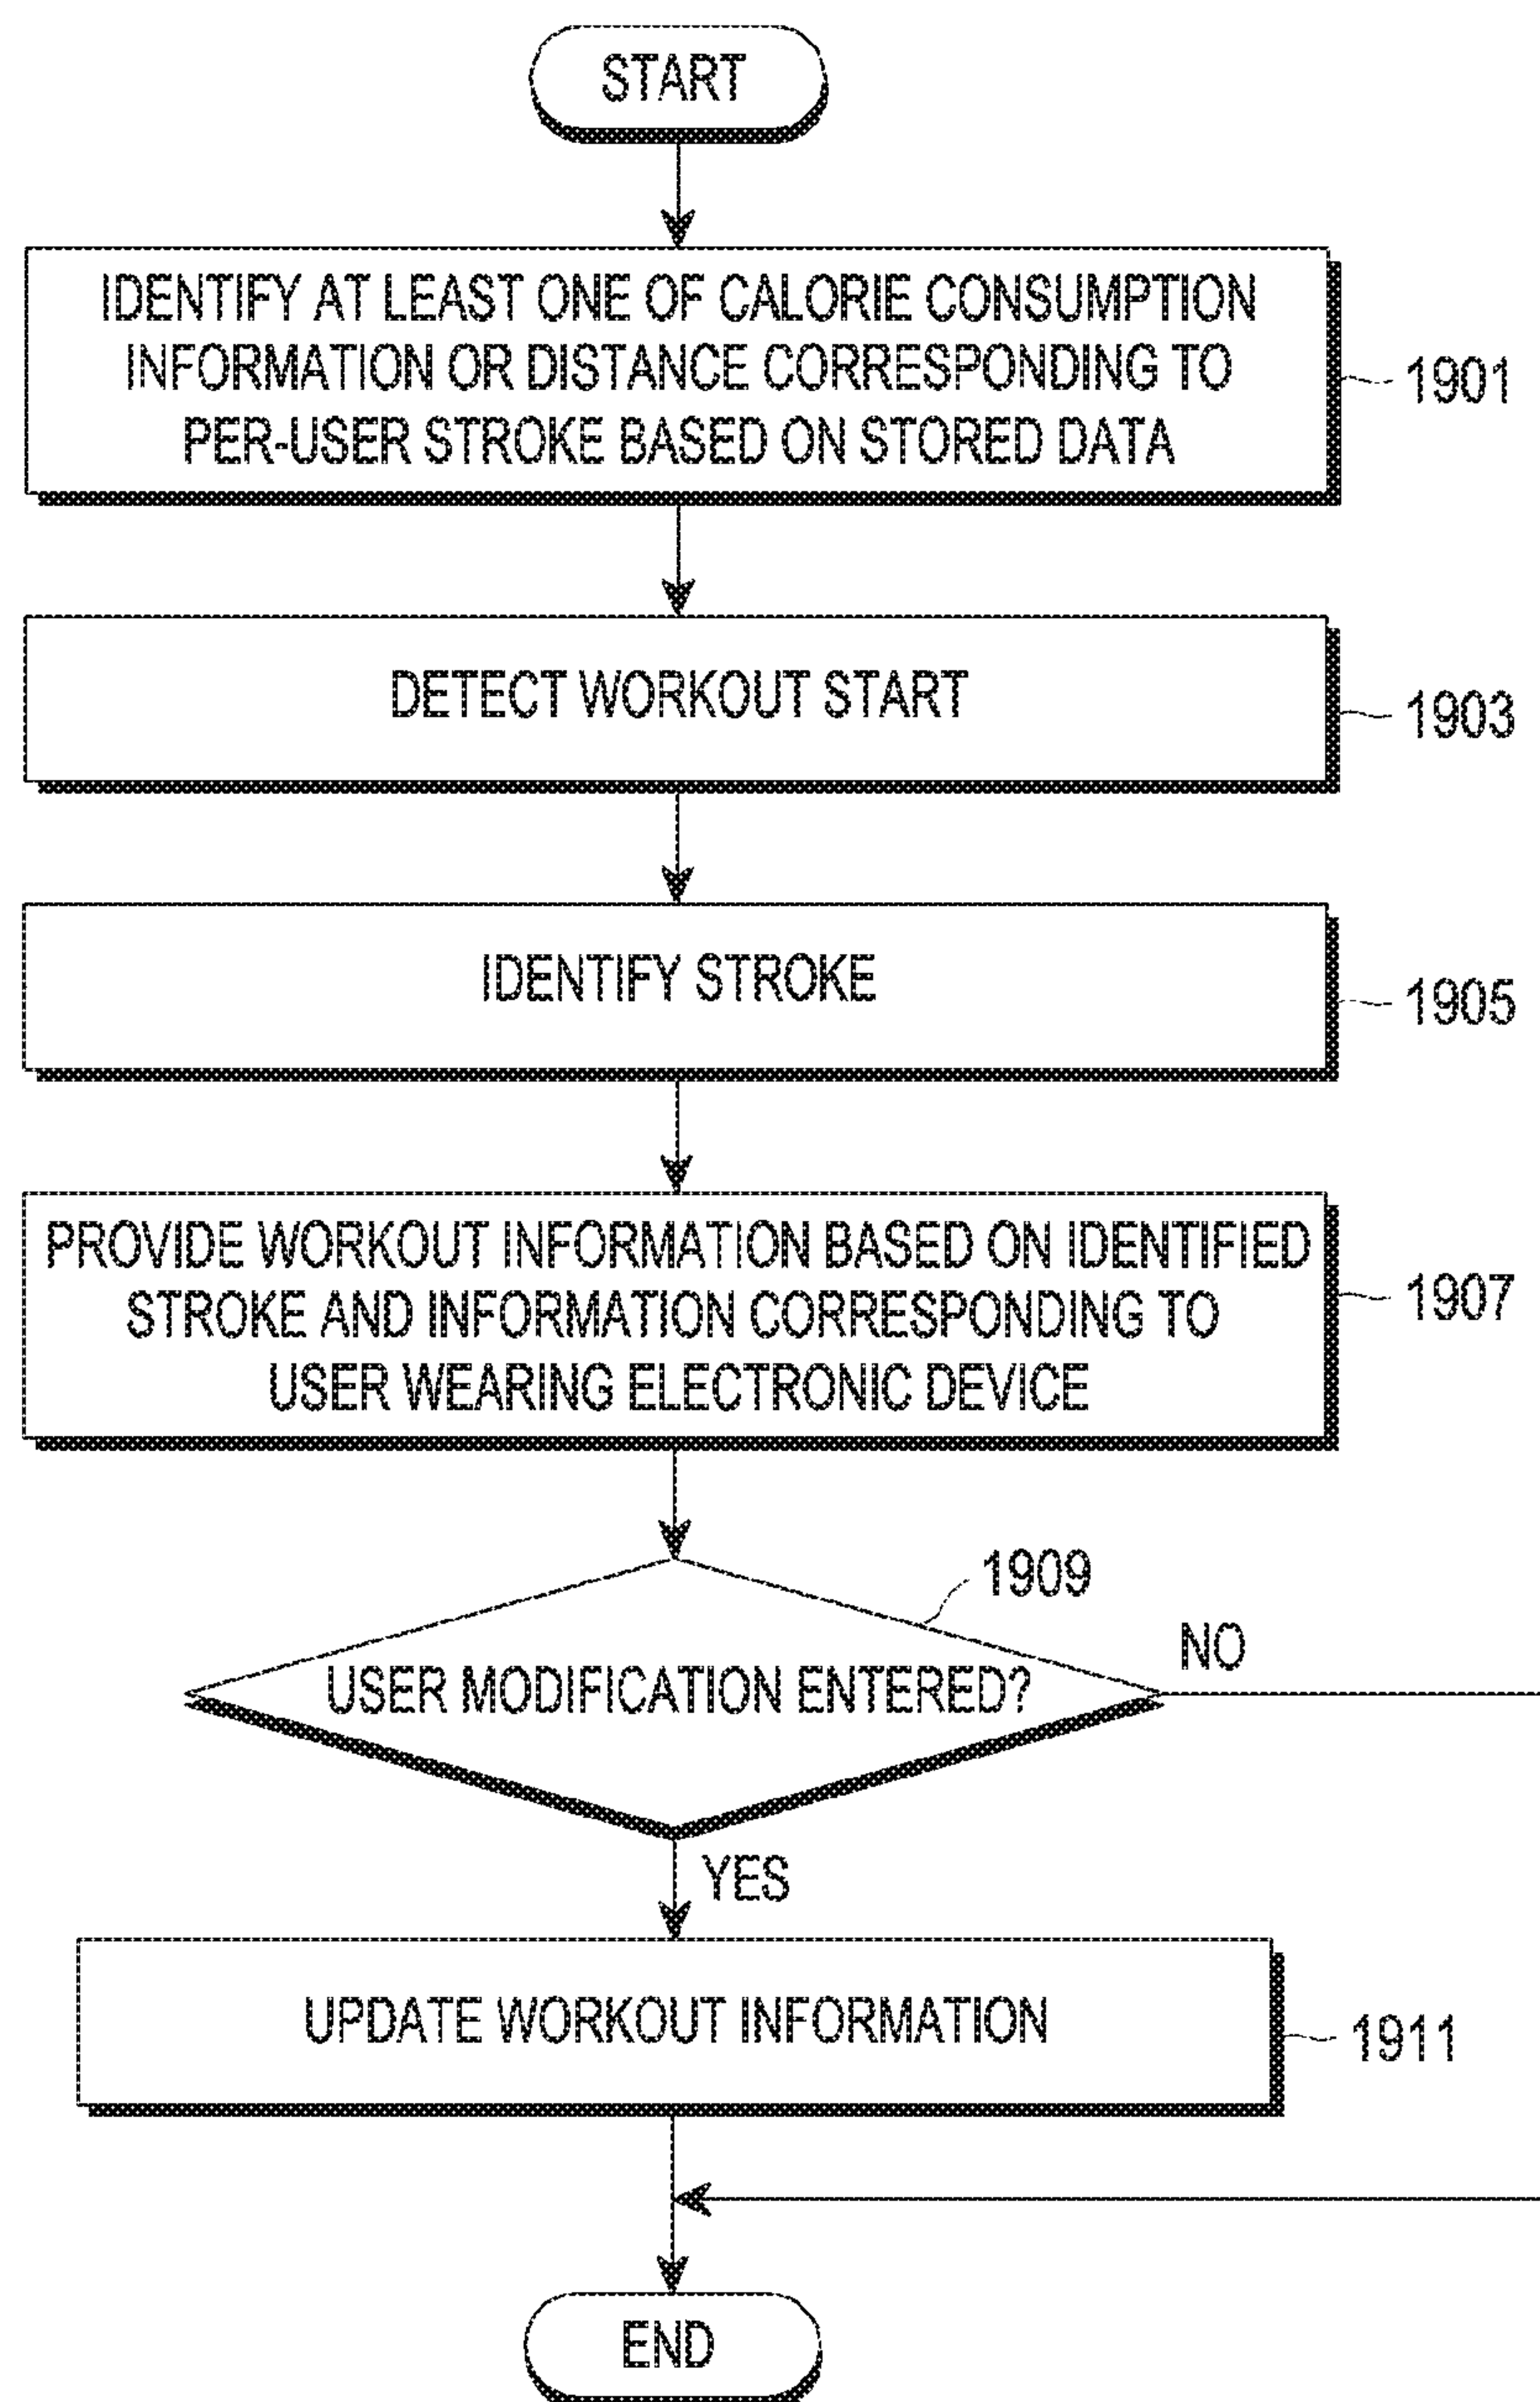 START
IDENTIFY AT LEAST ONE OF CALORIE CONSUMPTION
INFORMATION OR DISTANCE CORRESPONDING TO
PER-USER STROKE BASED ON STORED DATA
1901
DETECT WORKOUT START
1903
IDENTIFY STROKE
1905
PROVIDE WORKOUT INFORMATION BASED ON IDENTIFIED
STROKE AND INFORMATION CORRESPONDING TO
USER WEARING ELECTRONIC DEVICE
1907
1909
USER MODIFICATION ENTERED?
NO
YES
UPDATE WORKOUT INFORMATION
1911
END